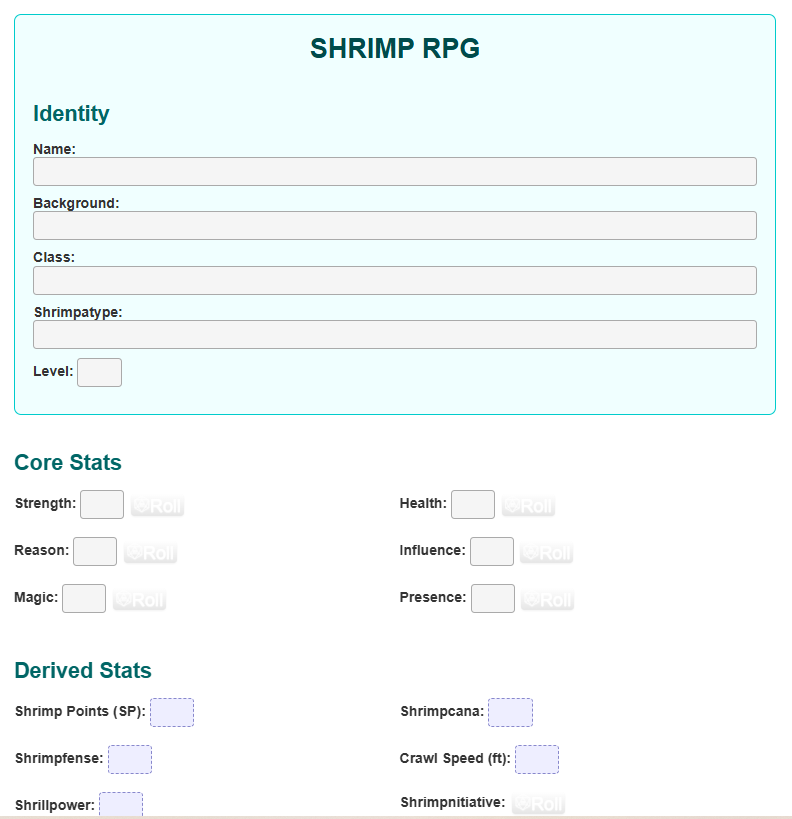 SHRIMP RPG
Identity
Name:
Background:
Class:
Shrimpatype:
Level:
Core Stats
Strength: Roll Health: Roll
Reason: Roll Influence: Roll
Magic: Roll Presence: Roll
Derived Stats
Shrimp Points (SP): Shrimpcana:
Shrimpfense: Crawl Speed (ft):
Shrillpower: Shrimpnitiative: Roll